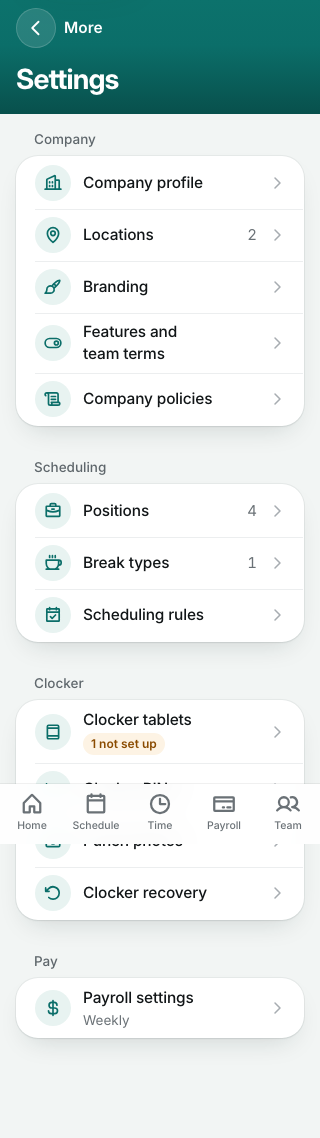 More
Settings
Company
Company profile
Locations 2
Branding
Features and
team terms
Company policies
Scheduling
Positions 4
Break types 1
Scheduling rules
Clocker
Clocker tablets
1 not set up
Home Schedule Time Payroll Team
Punch photos
Clocker recovery
Pay
Payroll settings
Weekly